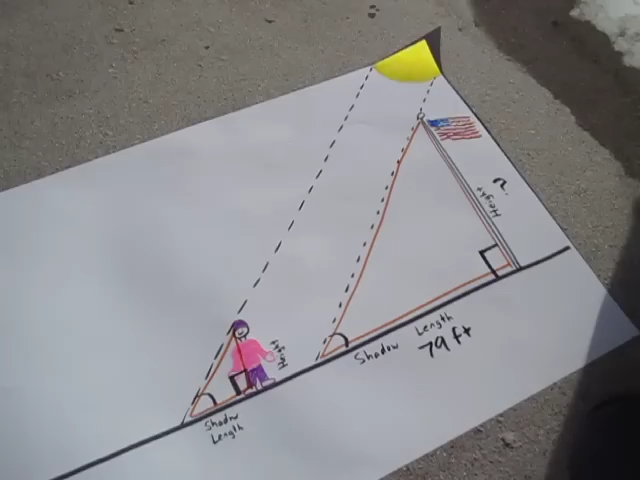 ?
Height
Shadow Length
79 ft
Height
Shadow
Length